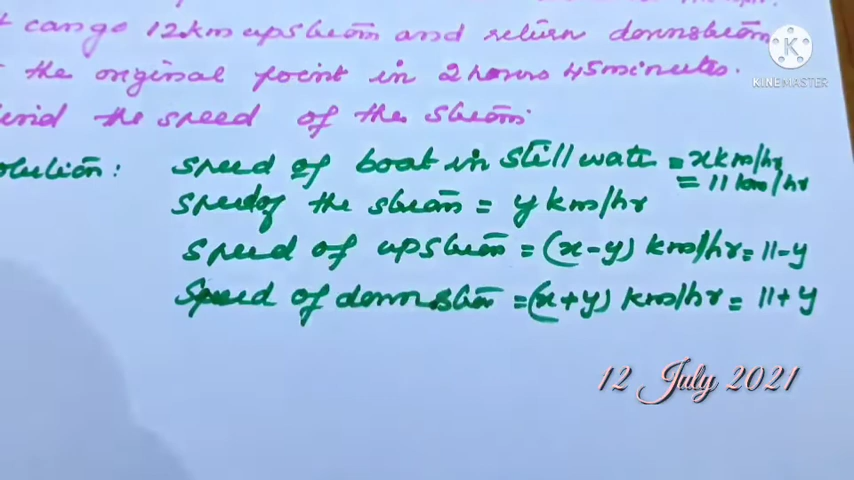 can go 12km upstream and return downstream
the original point in 2 hours 45 minutes.
the speed of the stream.
Solution: speed of boat in still water = x km/hr
= 11 km/hr
speed of the stream = y km/hr
speed of upstream = (x-y) km/hr = 11-y
Speed of downstream = (x+y) km/hr = 11+y
12 July 2021
K
KINEMASTER